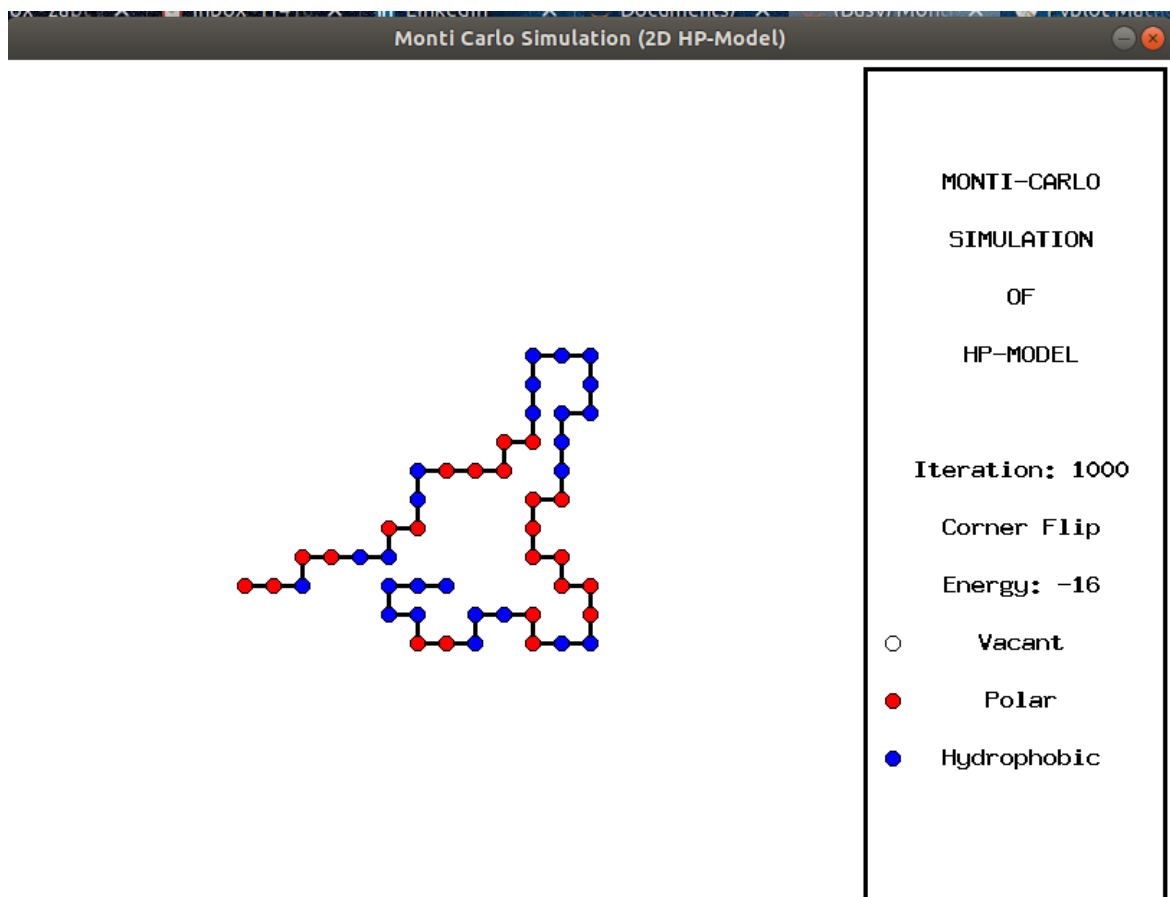 Monti Carlo Simulation (2D HP-Model)
MONTI-CARLO
SIMULATION
OF
HP-MODEL
Iteration: 1000
Corner Flip
Energy: -16
Vacant
Polar
Hydrophobic